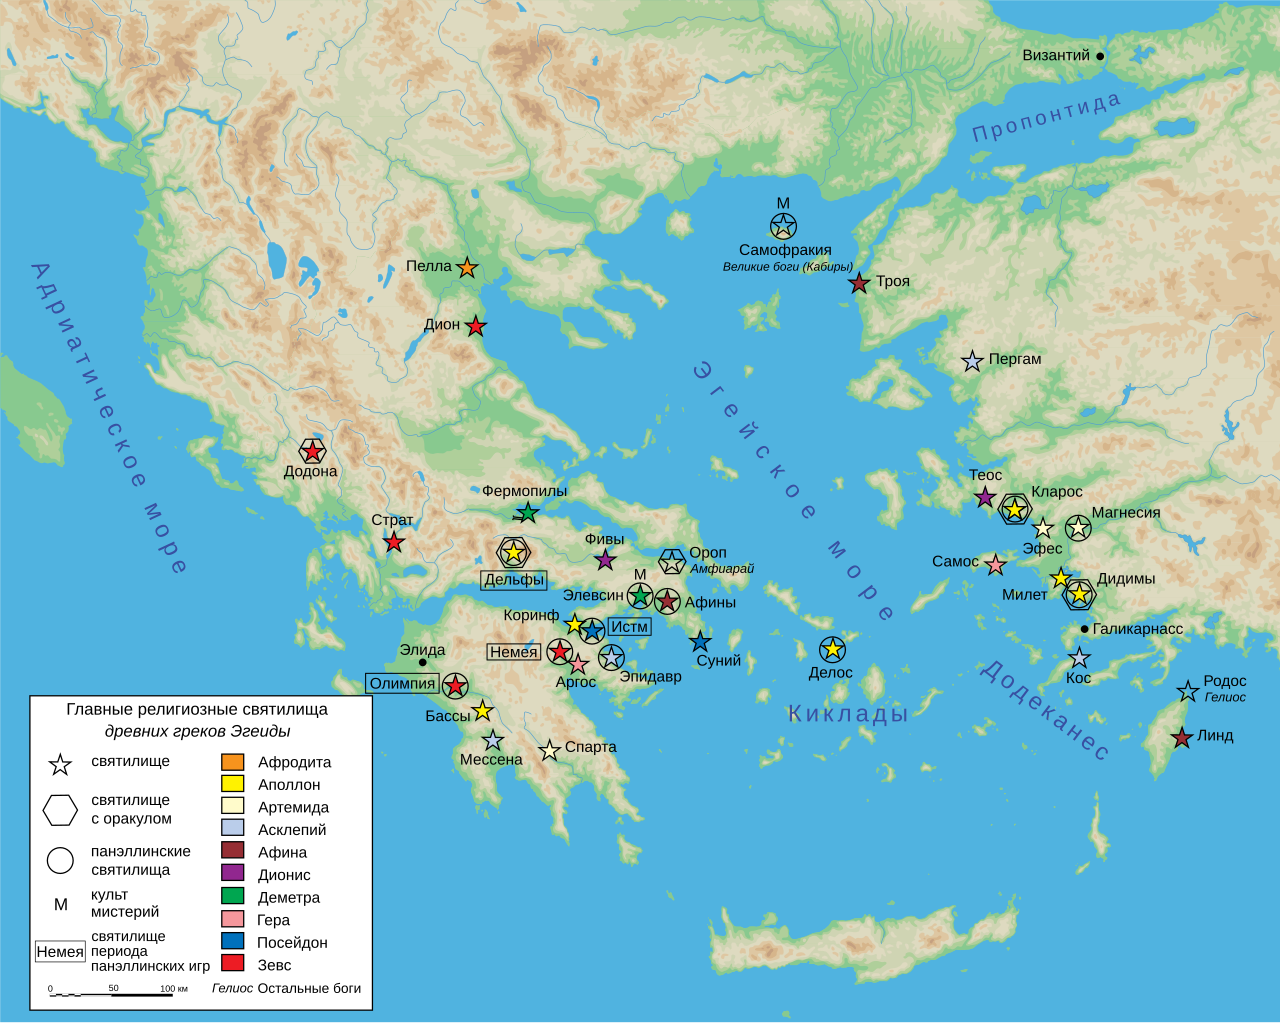 Византий
Пропонтида
М
Самофракия
Великие боги (Кабиры)
Пелла
Троя
Дион
Адриатическое море
Пергам
Эгейское море
Додона
Теос
Фермопилы
Кларос
Страт
Магнесия
Фивы
Эфес
Ороп
Амфиарай
Самос
Дельфы
М
Дидимы
Милет
Элевсин
Афины
Коринф
Истм
Галикарнасс
Элида
Немея
Суний
Делос
Эпидавр
Аргос
Кос
Олимпия
Родос
Гелиос
Додеканес
Киклады
Бассы
Линд
Спарта
Мессена
Главные религиозные святилища
древних греков Эгеиды
святилище
святилище
с оракулом
панэллинские
святилища
М
культ
мистерий
Немея
святилище
периода
панэллинских игр
0 50 100 км
Афродита
Аполлон
Артемида
Асклепий
Афина
Дионис
Деметра
Гера
Посейдон
Зевс
Гелиос Остальные боги